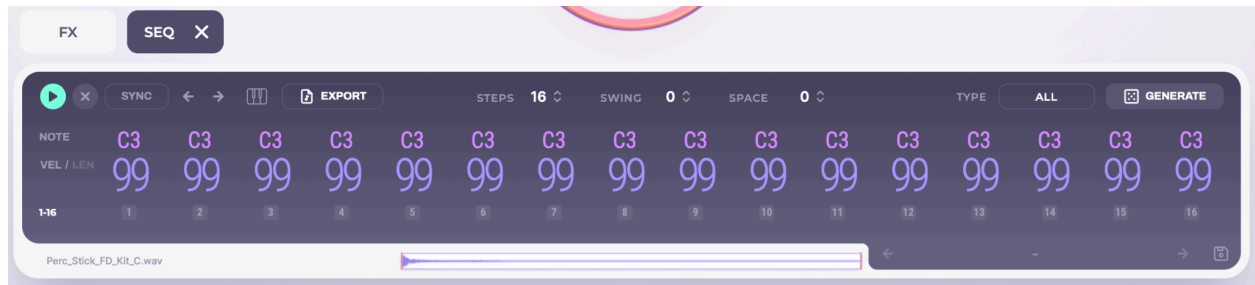 FX SEQ
SYNC EXPORT STEPS 16 SWING 0 SPACE 0 TYPE ALL GENERATE
NOTE C3 C3 C3 C3 C3 C3 C3 C3 C3 C3 C3 C3 C3 C3 C3 C3
VEL / LEN 99 99 99 99 99 99 99 99 99 99 99 99 99 99 99 99
1-16 1 2 3 4 5 6 7 8 9 10 11 12 13 14 15 16
Perc_Stick_FD_Kit_C.wav -